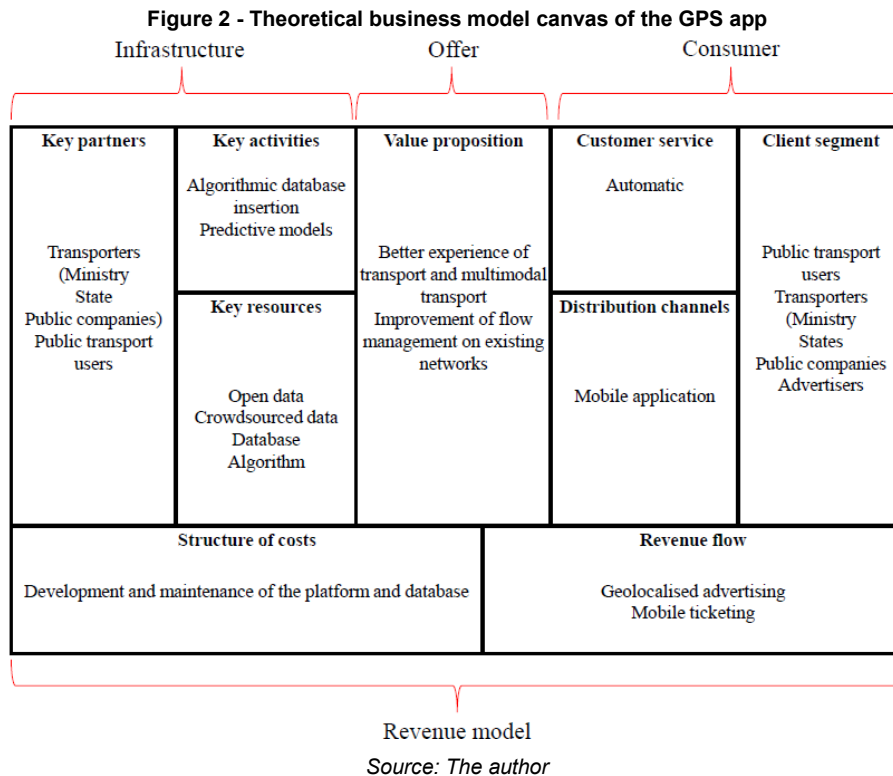 Figure 2 - Theoretical business model canvas of the GPS app
Infrastructure
Offer
Consumer
Key partners
Transporters
(Ministry
State
Public companies)
Public transport
users
Key activities
Algorithmic database
insertion
Predictive models
Key resources
Open data
Crowdsourced data
Database
Algorithm
Value proposition
Better experience of
transport and multimodal
transport
Improvement of flow
management on existing
networks
Customer service
Automatic
Distribution channels
Mobile application
Client segment
Public transport
users
Transporters
(Ministry
States
Public companies
Advertisers
Structure of costs
Development and maintenance of the platform and database
Revenue flow
Geolocalised advertising
Mobile ticketing
Revenue model
Source: The author